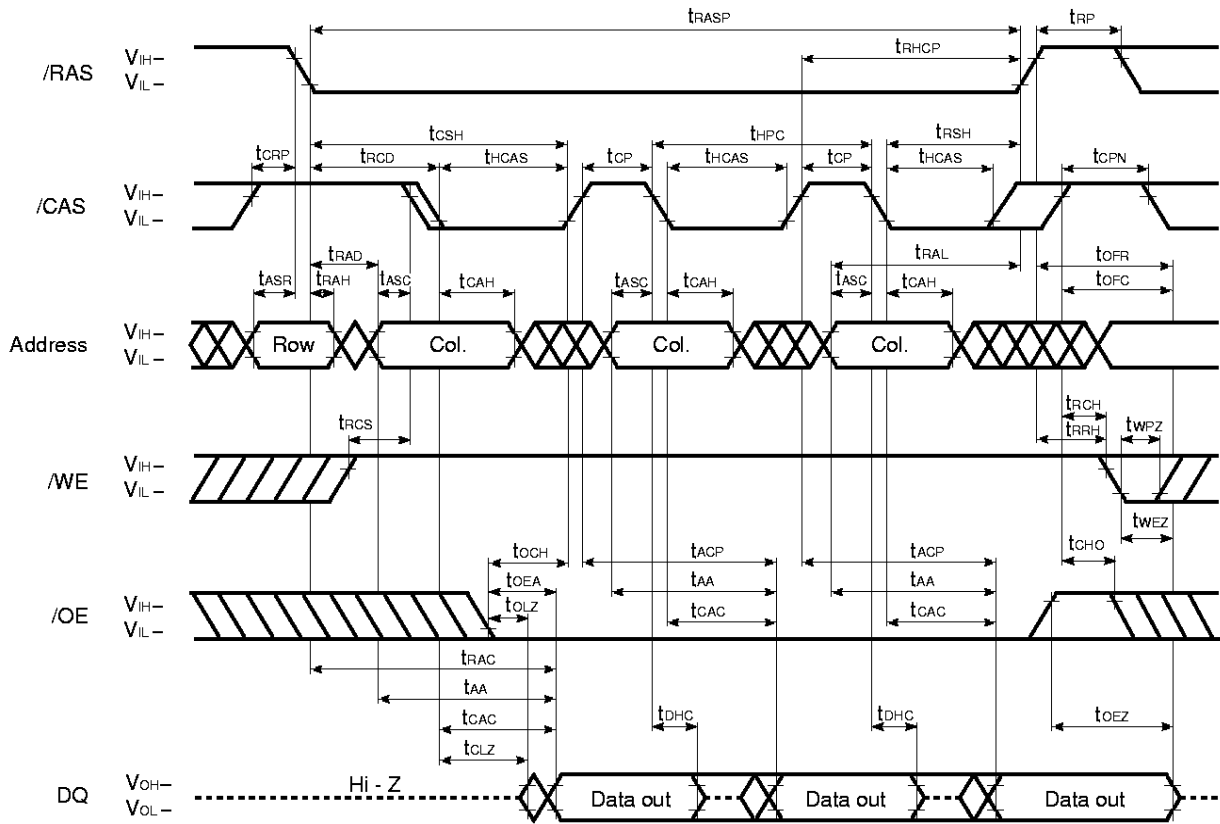 tRASP tRP
/RAS VIH– tRHCP
VIL–
tCSH tHPC tRSH
tCRP tRCD tHCAS tCP tHCAS tCP tHCAS tCPN
/CAS VIH–
VIL–
tRAD tRAL tOFR
tASR tRAH tASC tCAH tASC tCAH tASC tCAH tOFC
Address VIH–
VIL–
Row Col. Col. Col.
tRCS tRCH
tRRH tWPZ
/WE VIH–
VIL–
tWEZ
tOCH tACP tACP tCHO
tOEA tAA tAA
tOLZ tCAC tCAC
/OE VIH–
VIL–
tRAC
tAA
tCAC tDHC tDHC tOEZ
tCLZ
DQ VOH–
VOL–
Hi - Z Data out Data out Data out